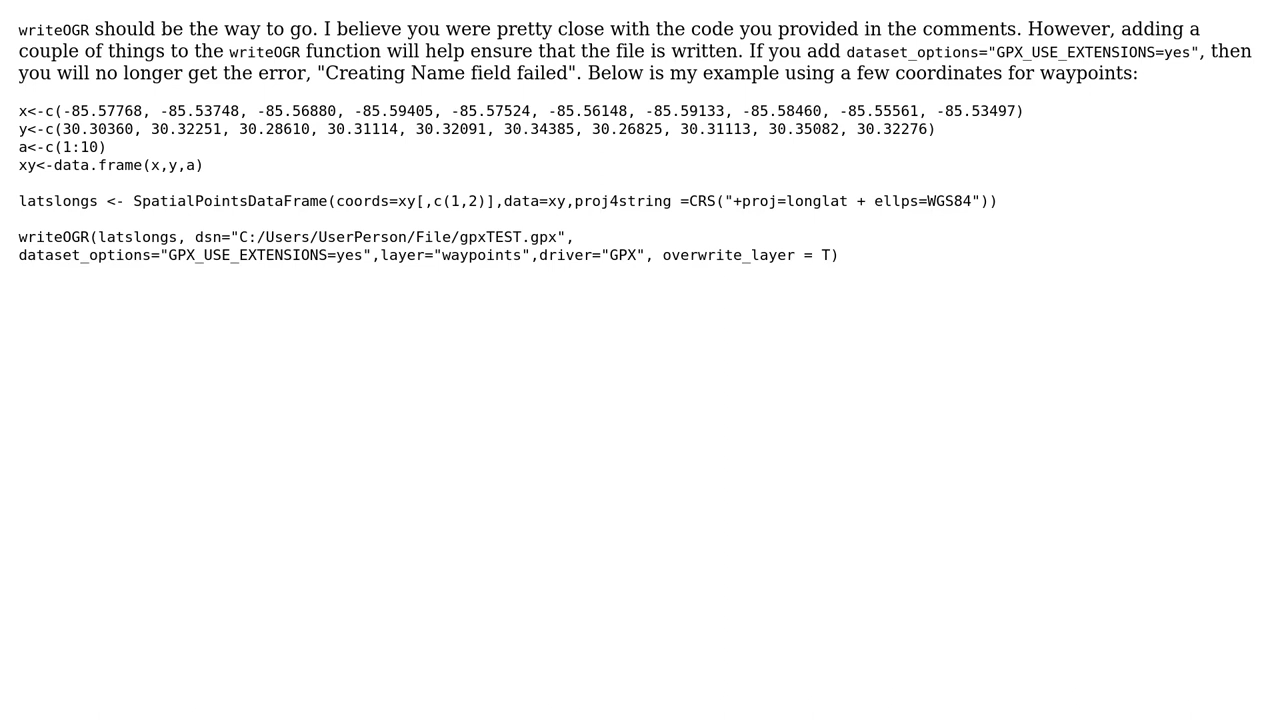 writeOGR should be the way to go. I believe you were pretty close with the code you provided in the comments. However, adding a
couple of things to the writeOGR function will help ensure that the file is written. If you add dataset_options="GPX_USE_EXTENSIONS=yes", then
you will no longer get the error, "Creating Name field failed". Below is my example using a few coordinates for waypoints:
x<-c(-85.57768, -85.53748, -85.56880, -85.59405, -85.57524, -85.56148, -85.59133, -85.58460, -85.55561, -85.53497)
y<-c(30.30360, 30.32251, 30.28610, 30.31114, 30.32091, 30.34385, 30.26825, 30.31113, 30.35082, 30.32276)
a<-c(1:10)
xy<-data.frame(x,y,a)
latslongs <- SpatialPointsDataFrame(coords=xy[,c(1,2)],data=xy,proj4string =CRS("+proj=longlat + ellps=WGS84"))
writeOGR(latslongs, dsn="C:/Users/UserPerson/File/gpxTEST.gpx",
dataset_options="GPX_USE_EXTENSIONS=yes",layer="waypoints",driver="GPX", overwrite_layer = T)